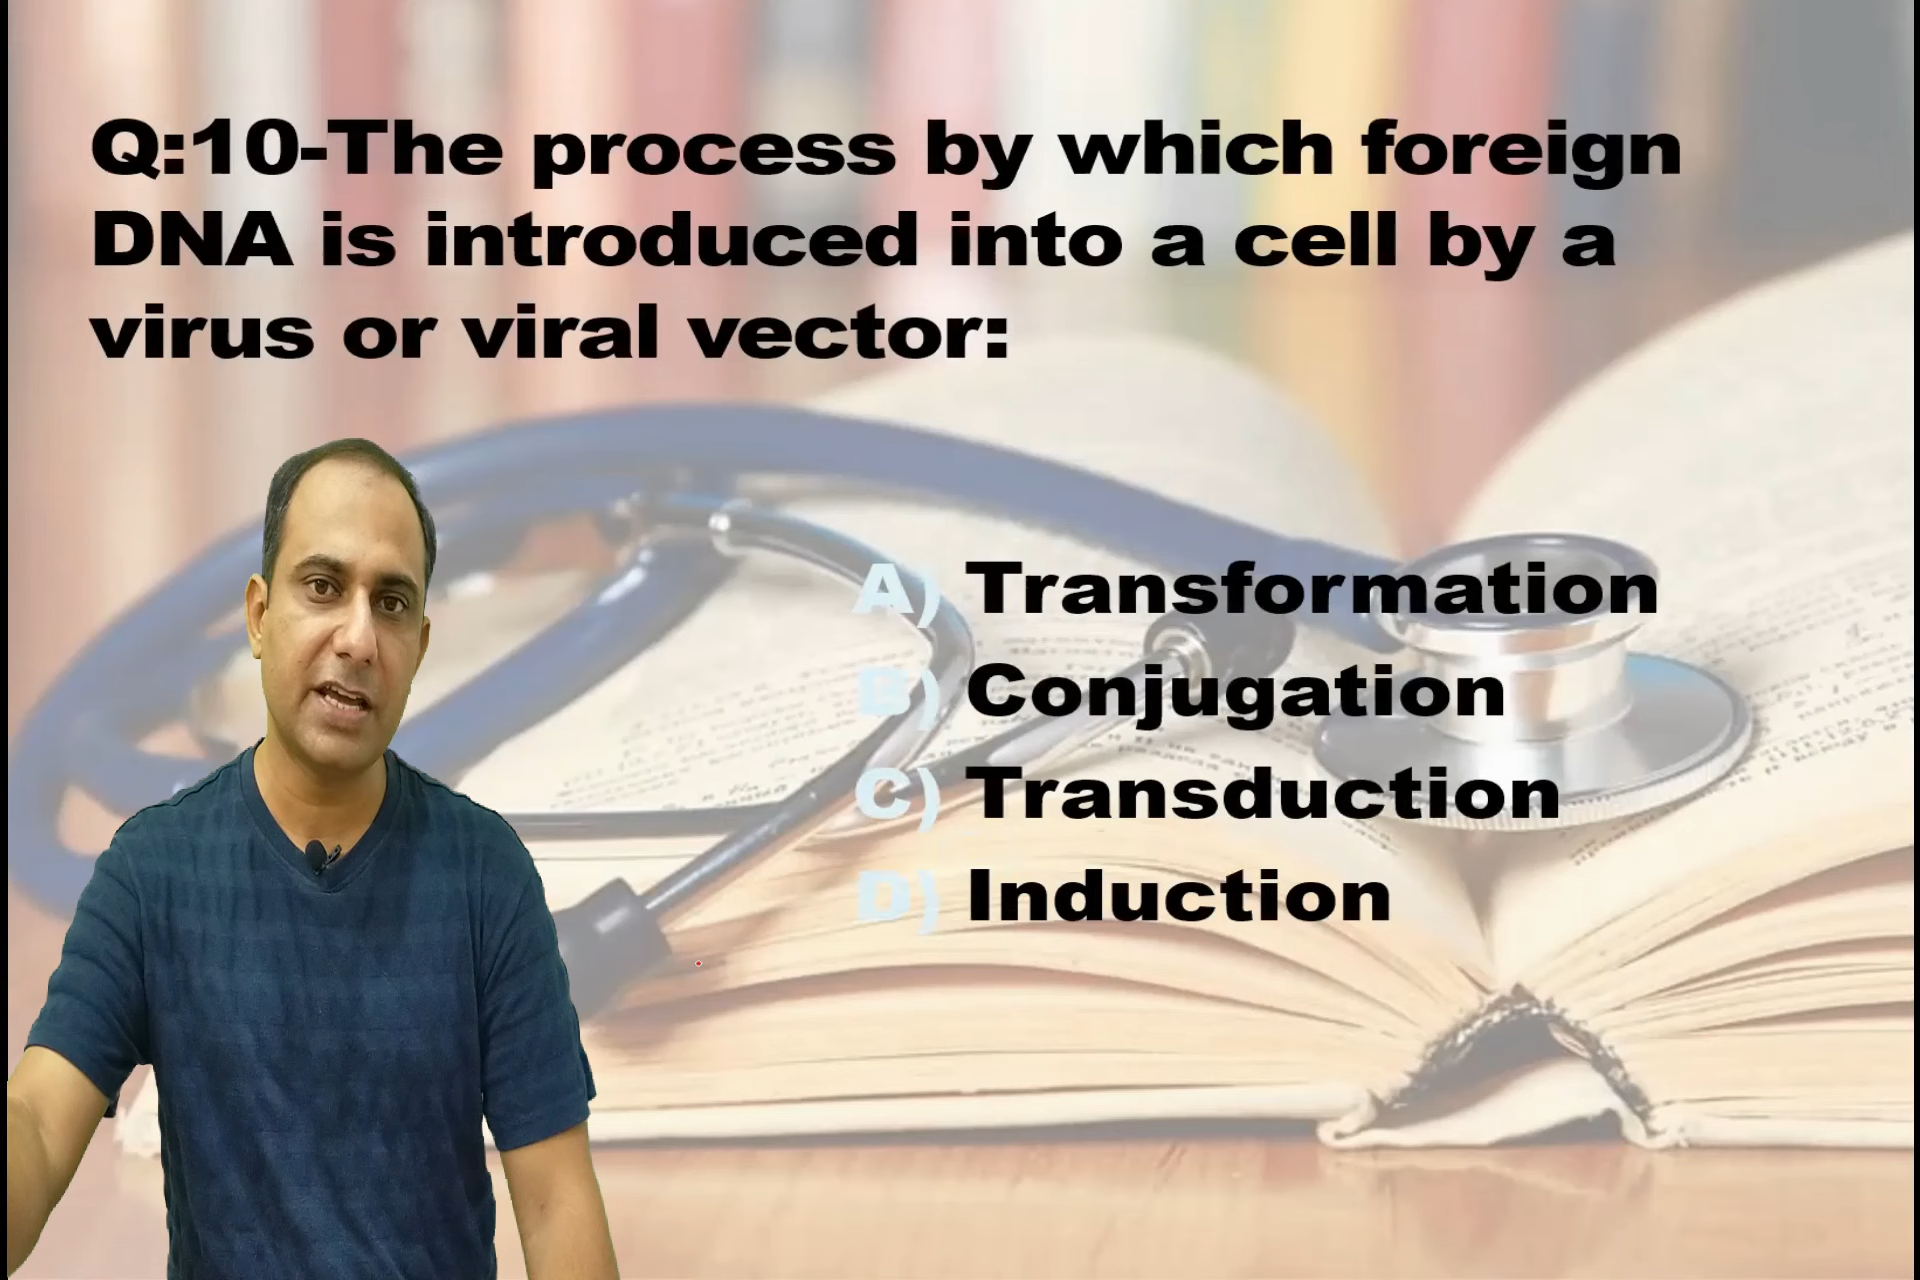 Q:10-The process by which foreign
DNA is introduced into a cell by a
virus or viral vector:
A) Transformation
B) Conjugation
C) Transduction
D) Induction